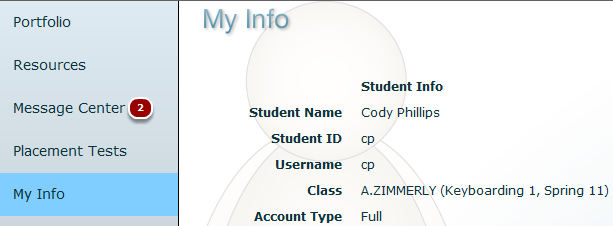 Portfolio
Resources
Message Center 2
Placement Tests
My Info
My Info
Student Info
Student Name Cody Phillips
Student ID cp
Username cp
Class A.ZIMMERLY (Keyboarding 1, Spring 11)
Account Type Full